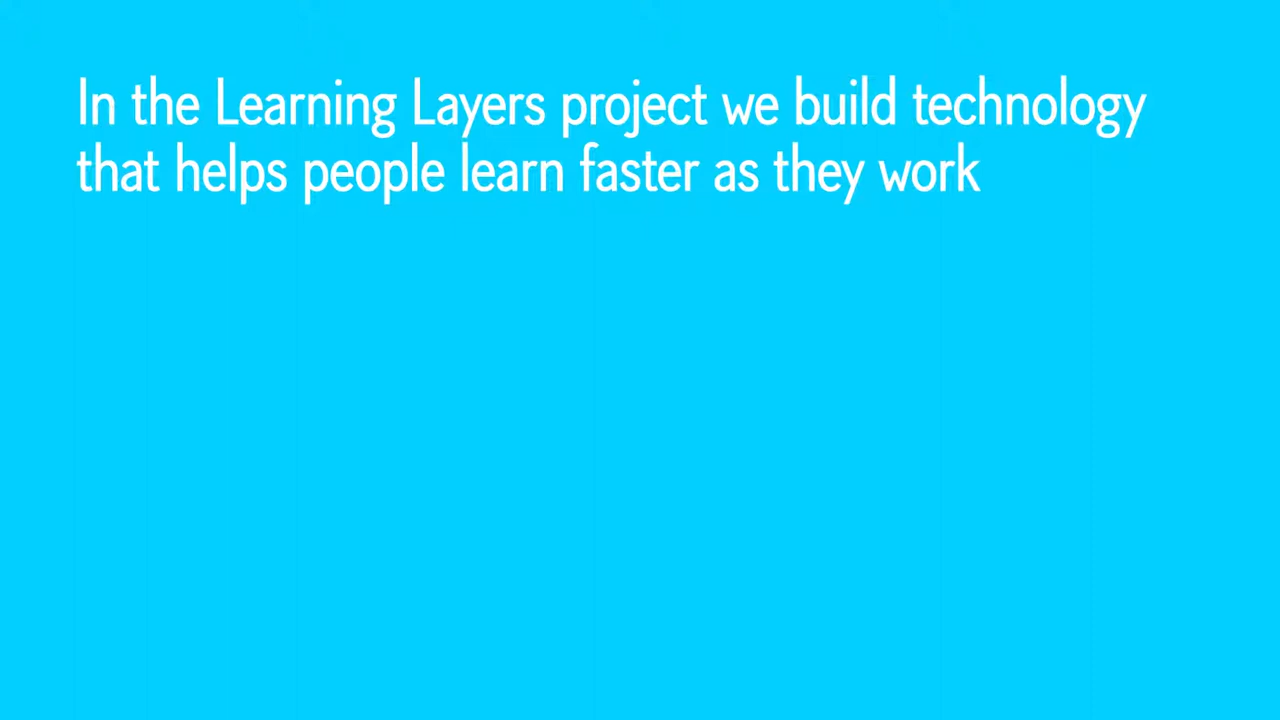 In the Learning Layers project we build technology
that helps people learn faster as they work